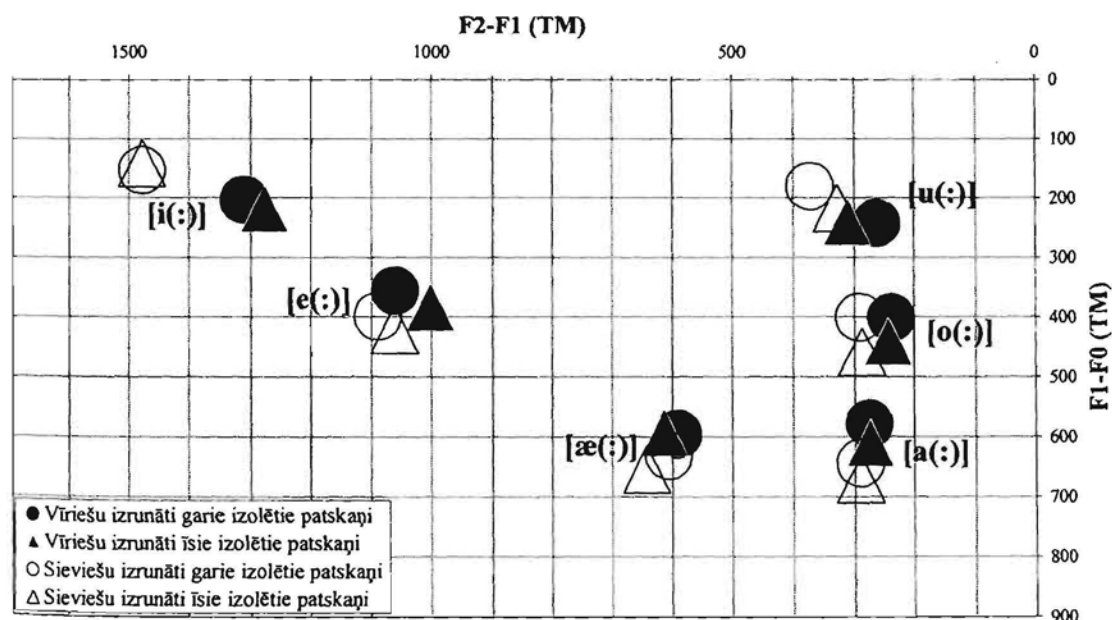 F2-F1 (TM)
1500 1000 500 0
0
100
200
300
400
500
600
700
800
900
F1-F0 (TM)
[i(:)]
[u(:)]
[e(:)]
[o(:)]
[æ(:)]
[a(:)]
● Vīriešu izrunāti garie izolētie patskaņi
▲ Vīriešu izrunāti īsie izolētie patskaņi
○ Sieviešu izrunāti garie izolētie patskaņi
△ Sieviešu izrunāti īsie izolētie patskaņi